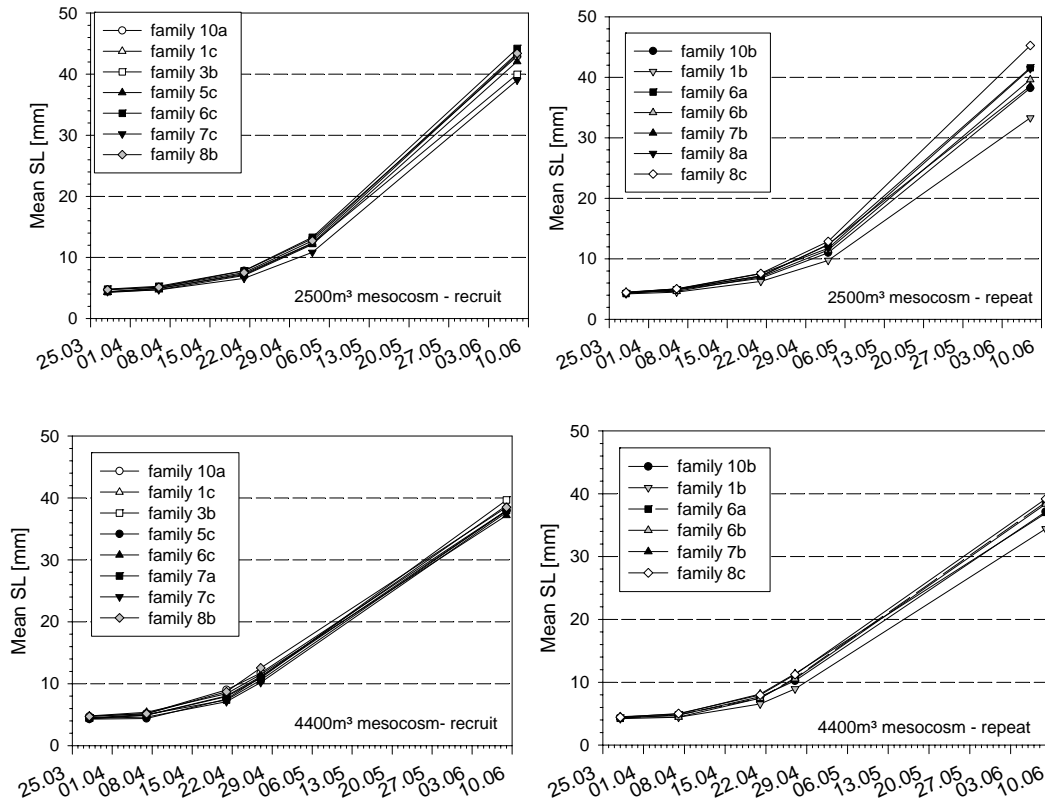 50
40
30
20
10
0
Mean SL [mm]
family 10a
family 1c
family 3b
family 5c
family 6c
family 7c
family 8b
2500m³ mesocosm - recruit
25.03
01.04
08.04
15.04
22.04
29.04
06.05
13.05
20.05
27.05
03.06
10.06
50
40
30
20
10
0
Mean SL [mm]
family 10b
family 1b
family 6a
family 6b
family 7b
family 8a
family 8c
2500m³ mesocosm - repeat
25.03
01.04
08.04
15.04
22.04
29.04
06.05
13.05
20.05
27.05
03.06
10.06
50
40
30
20
10
0
Mean SL [mm]
family 10a
family 1c
family 3b
family 5c
family 6c
family 7a
family 7c
family 8b
4400m³ mesocosm- recruit
25.03
01.04
08.04
15.04
22.04
29.04
06.05
13.05
20.05
27.05
03.06
10.06
50
40
30
20
10
0
Mean SL [mm]
family 10b
family 1b
family 6a
family 6b
family 7b
family 8c
4400m³ mesocosm - repeat
25.03
01.04
08.04
15.04
22.04
29.04
06.05
13.05
20.05
27.05
03.06
10.06